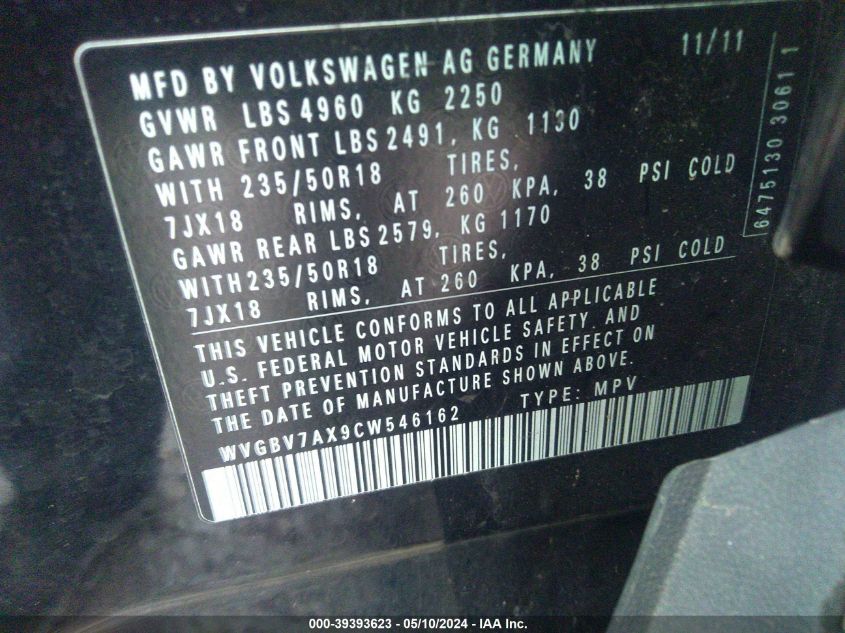 MFD BY VOLKSWAGEN AG GERMANY 11/11
GVWR LBS 4960 KG 2250
GAWR FRONT LBS 2491, KG 1130
WITH 235/50R18 TIRES,
7JX18 RIMS, AT 260 KPA, 38 PSI COLD
GAWR REAR LBS 2579, KG 1170
WITH 235/50R18 TIRES,
7JX18 RIMS, AT 260 KPA, 38 PSI COLD
THIS VEHICLE CONFORMS TO ALL APPLICABLE
U.S. FEDERAL MOTOR VEHICLE SAFETY AND
THEFT PREVENTION STANDARDS IN EFFECT ON
THE DATE OF MANUFACTURE SHOWN ABOVE.
WVGBV7AX9CW546162 TYPE: MPV
6475130 3061 1
000-39393623 - 05/10/2024 - IAA Inc.